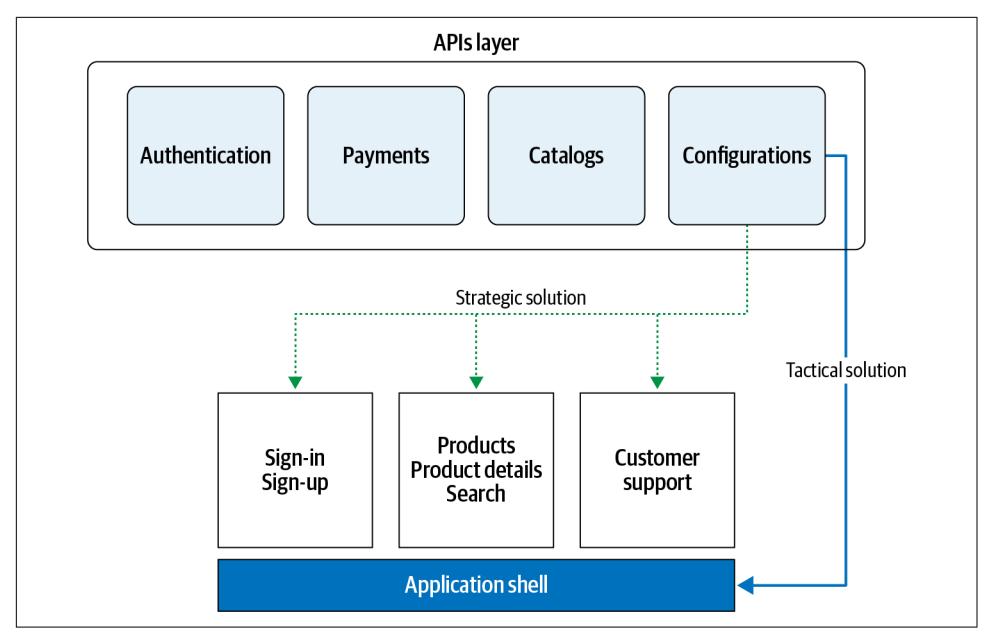 APIs layer
Authentication
Payments
Catalogs
Configurations
Strategic solution
Tactical solution
Sign-in
Sign-up
Products
Product details
Search
Customer
support
Application shell